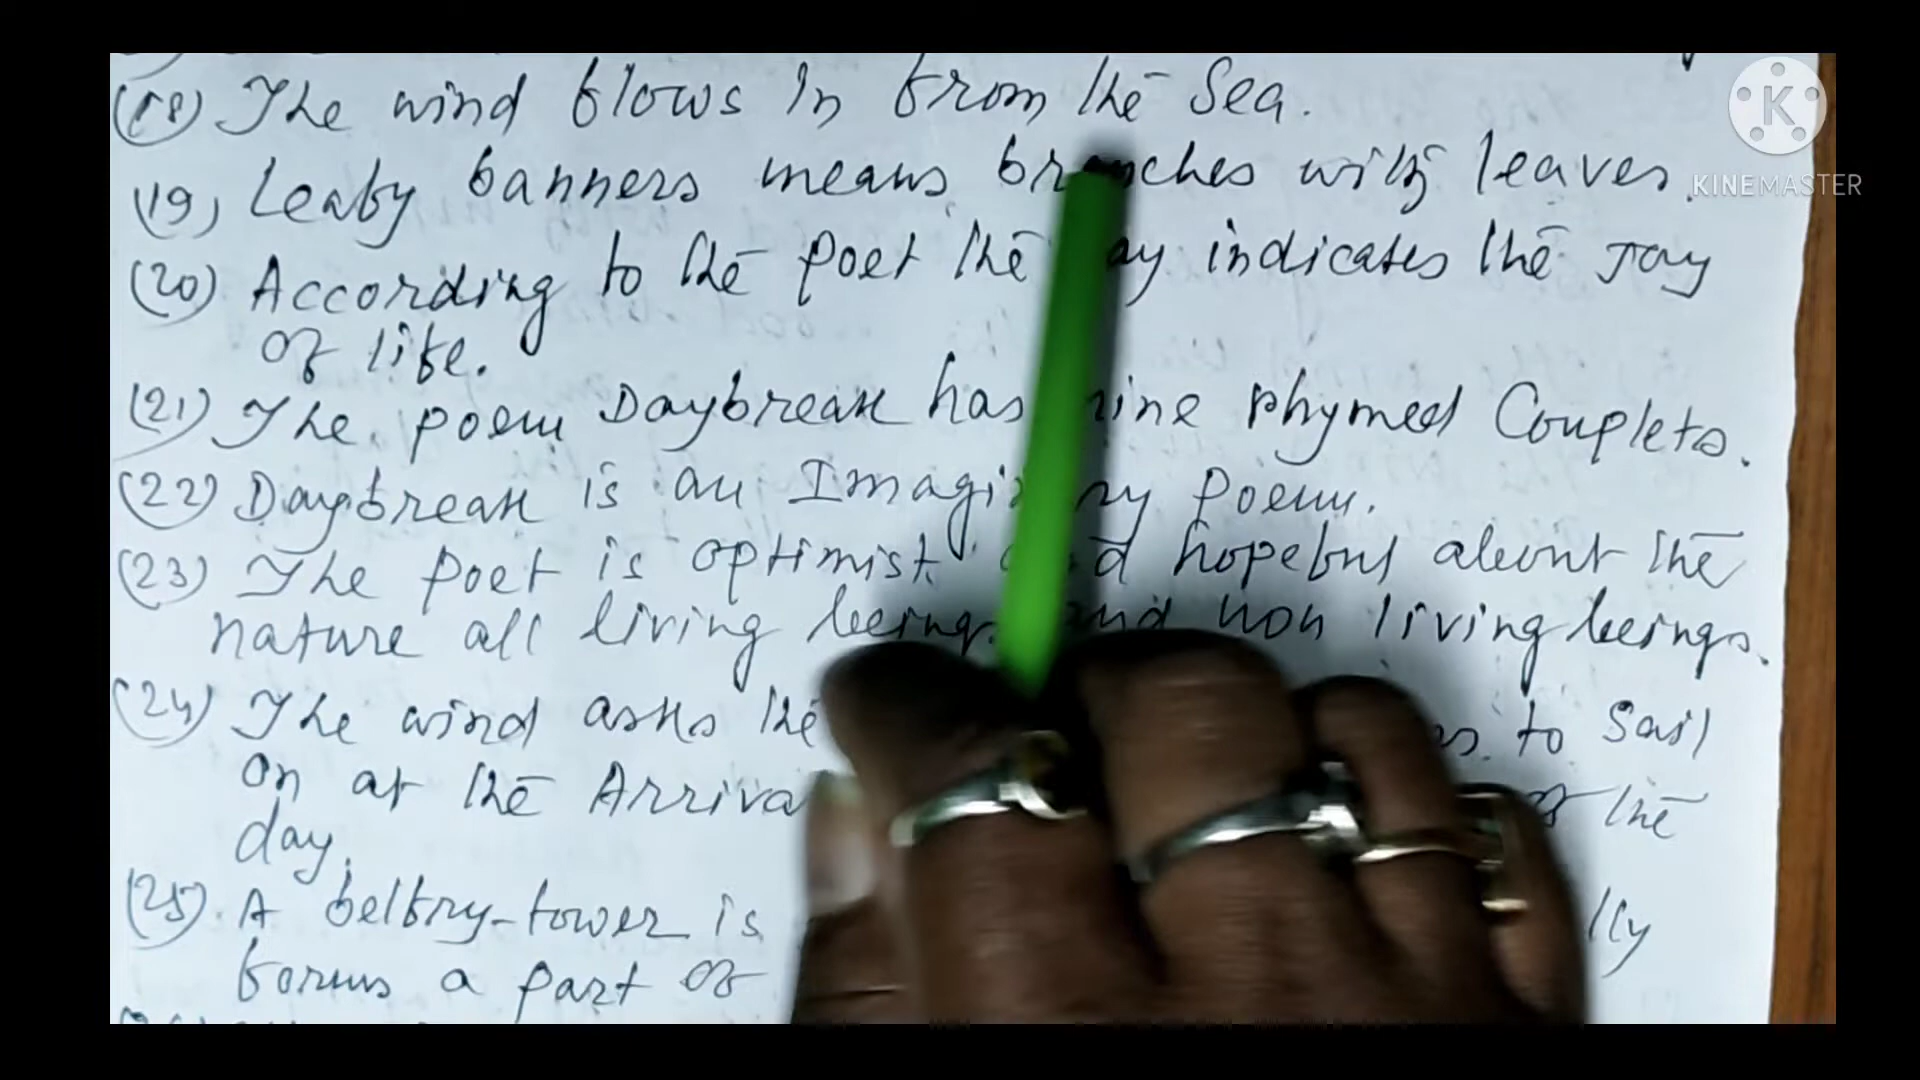 (18) The wind flows in from the Sea.
(19) Leafy banners means branches with leaves.
(20) According to the poet the day indicates the joy
of life.
(21) The poem Daybreak has nine rhymed Couplets.
(22) Daybreak is an Imaginary Poem.
(23) The poet is optimist and hopeful about the
nature all living beings and non living beings.
(24) The wind asks the to Sail
on at the Arriva of the
day.
(25) A belfry-tower is lly
forms a part of
KINEMASTER